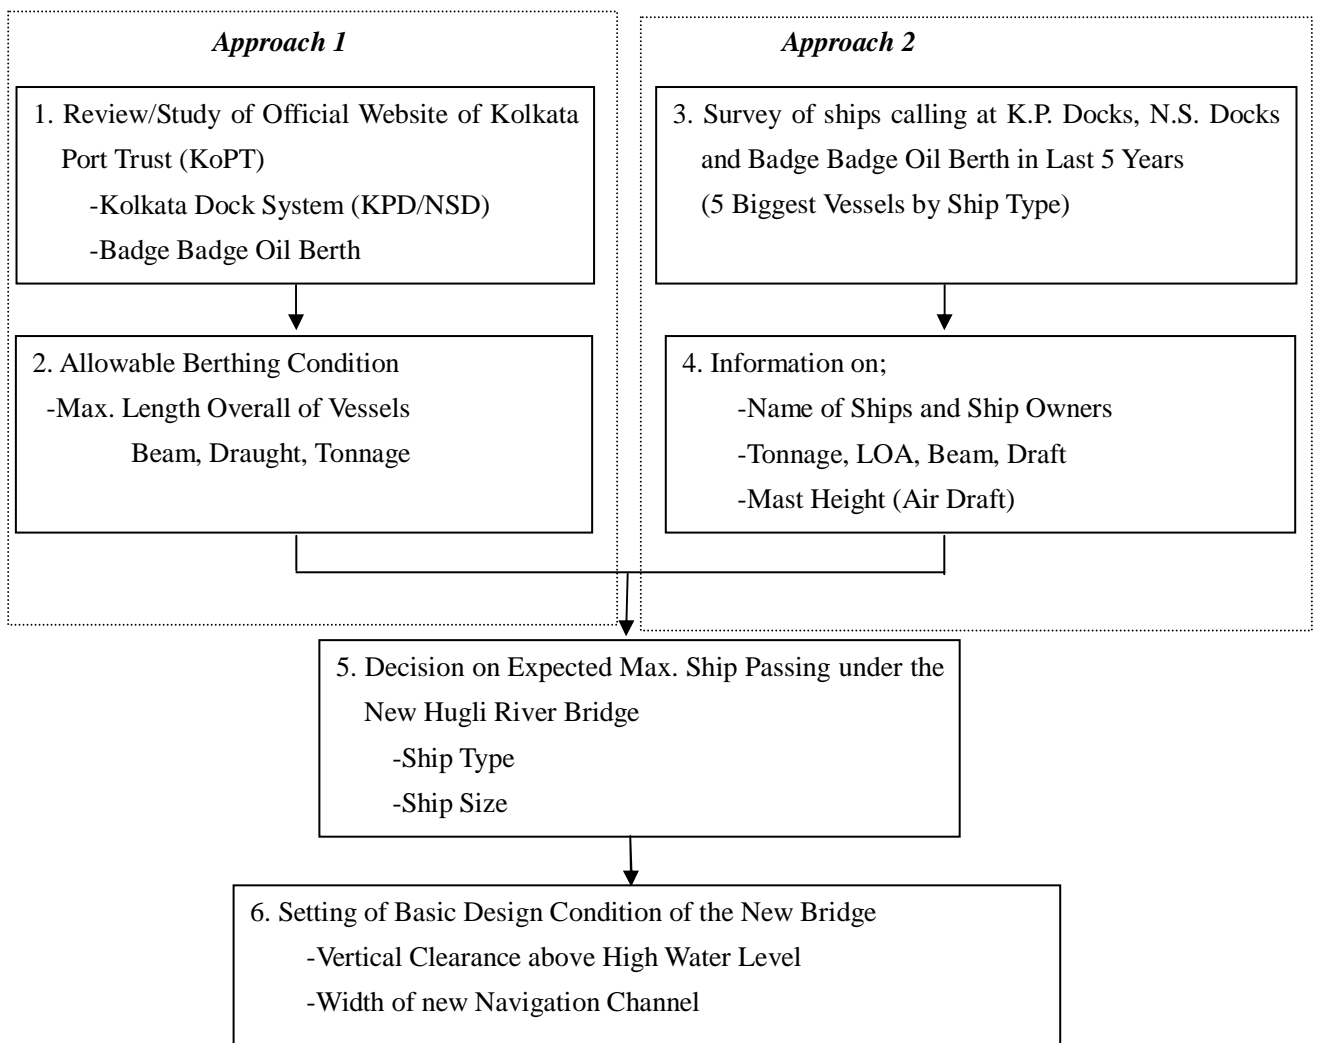 Approach 1
1. Review/Study of Official Website of Kolkata
Port Trust (KoPT)
-Kolkata Dock System (KPD/NSD)
-Badge Badge Oil Berth
2. Allowable Berthing Condition
-Max. Length Overall of Vessels
Beam, Draught, Tonnage
Approach 2
3. Survey of ships calling at K.P. Docks, N.S. Docks
and Badge Badge Oil Berth in Last 5 Years
(5 Biggest Vessels by Ship Type)
4. Information on;
-Name of Ships and Ship Owners
-Tonnage, LOA, Beam, Draft
-Mast Height (Air Draft)
5. Decision on Expected Max. Ship Passing under the
New Hugli River Bridge
-Ship Type
-Ship Size
6. Setting of Basic Design Condition of the New Bridge
-Vertical Clearance above High Water Level
-Width of new Navigation Channel